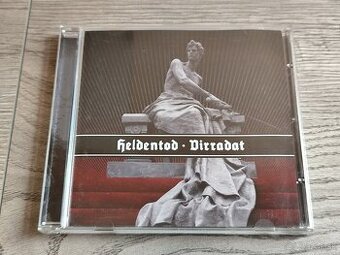 Heldentod · Virradat